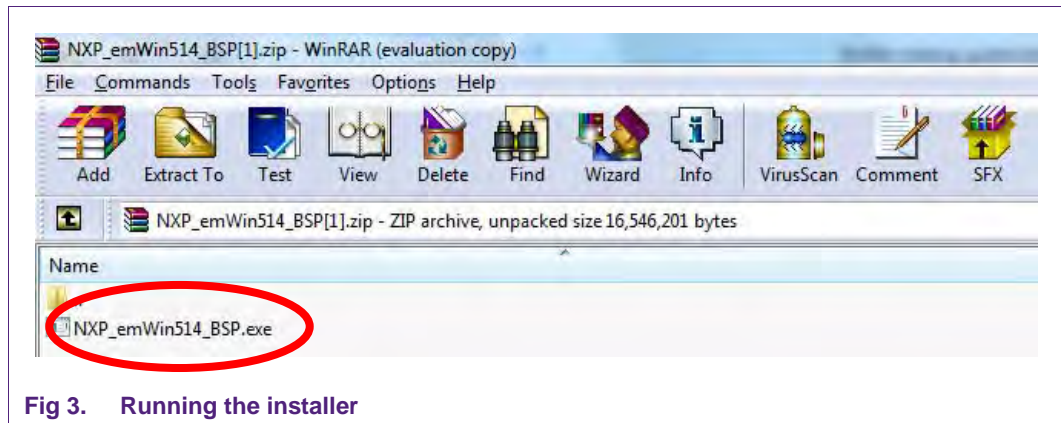 NXP_emWin514_BSP[1].zip - WinRAR (evaluation copy)
File Commands Tools Favorites Options Help
Add Extract To Test View Delete Find Wizard Info VirusScan Comment SFX
NXP_emWin514_BSP[1].zip - ZIP archive, unpacked size 16,546,201 bytes
Name
NXP_emWin514_BSP.exe
Fig 3. Running the installer